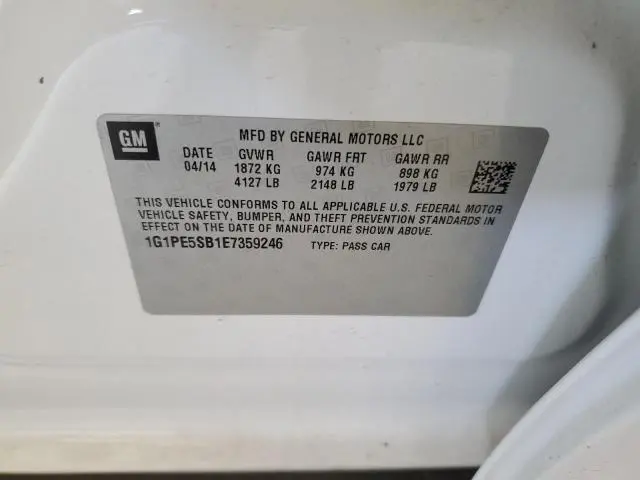 GM
MFD BY GENERAL MOTORS LLC
DATE GVWR GAWR FRT GAWR RR
04/14 1872 KG 974 KG 898 KG
4127 LB 2148 LB 1979 LB
THIS VEHICLE CONFORMS TO ALL APPLICABLE U.S. FEDERAL MOTOR
VEHICLE SAFETY, BUMPER, AND THEFT PREVENTION STANDARDS IN
EFFECT ON THE DATE OF MANUFACTURE SHOWN ABOVE.
1G1PE5SB1E7359246 TYPE: PASS CAR